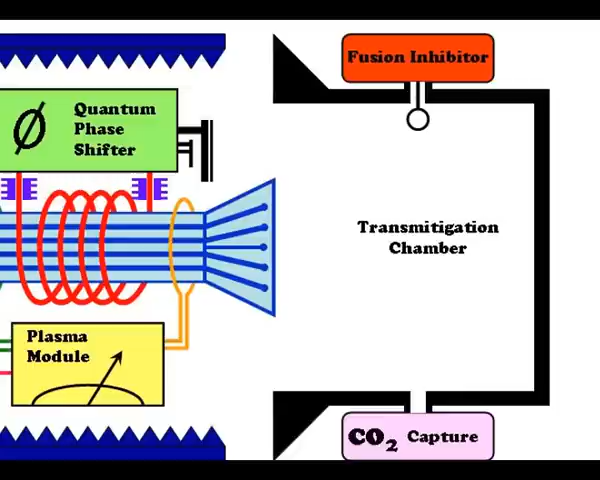 Fusion Inhibitor
Ø Quantum
Phase
Shifter
Transmitigation
Chamber
Plasma
Module
CO₂ Capture